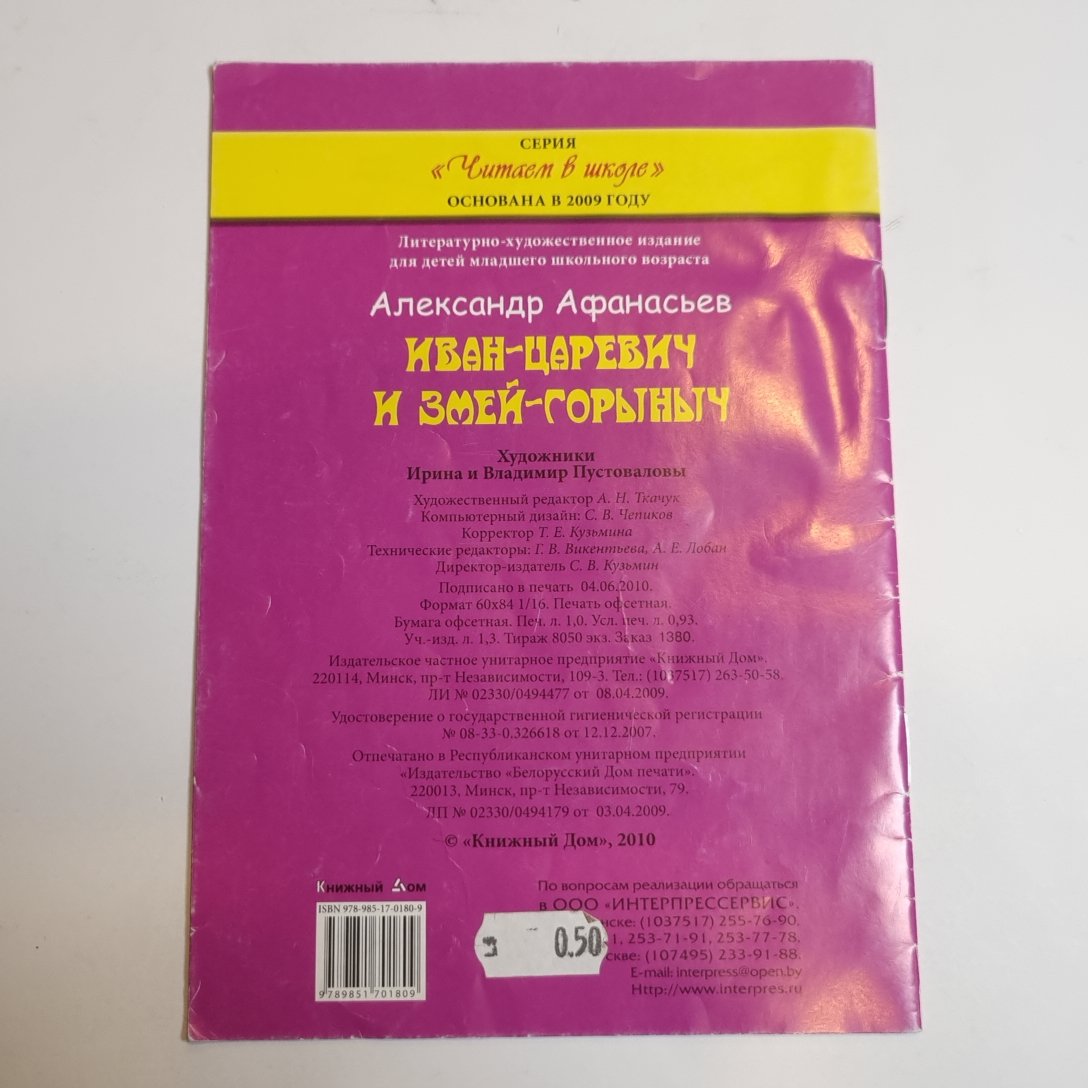 СЕРИЯ
«Читаем в школе»
ОСНОВАНА В 2009 ГОДУ
Литературно-художественное издание
для детей младшего школьного возраста
Александр Афанасьев
ИВАН-ЦАРЕВИЧ
И ЗМЕЙ-ГОРЫНЫЧ
Художники
Ирина и Владимир Пустоваловы
Художественный редактор А. Н. Ткачук
Компьютерный дизайн: С. В. Чепиков
Корректор Т. Е. Кузьмина
Технические редакторы: Г. В. Викентьева, А. Е. Лобан
Директор-издатель С. В. Кузьмин
Подписано в печать 04.06.2010.
Формат 60х84 1/16. Печать офсетная.
Бумага офсетная. Печ. л. 1,0. Усл. печ. л. 0,93.
Уч.-изд. л. 1,3. Тираж 8050 экз. Заказ 1380.
Издательское частное унитарное предприятие «Книжный Дом».
220114, Минск, пр-т Независимости, 109-3. Тел.: (1037517) 263-50-58.
ЛИ № 02330/0494477 от 08.04.2009.
Удостоверение о государственной гигиенической регистрации
№ 08-33-0.326618 от 12.12.2007.
Отпечатано в Республиканском унитарном предприятии
«Издательство «Белорусский Дом печати».
220013, Минск, пр-т Независимости, 79.
ЛП № 02330/0494179 от 03.04.2009.
© «Книжный Дом», 2010
Книжный Дом
ISBN 978-985-17-0180-9
9789851701809
0.50
По вопросам реализации обращаться
в ООО «ИНТЕРПРЕССЕРВИС».
(1037517) 255-76-90,
253-71-91, 253-77-78,
(107495) 233-91-88.
E-mail: interpress@open.by
Http://www.interpres.ru